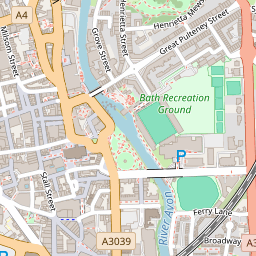 A4
Milsom Street
Grove Street
Henrietta Street
Henrietta Mews
Great Pulteney Street
Bath Recreation
Ground
P
Stall Street
A3039
River Avon
Ferry Lane
Broadway
P